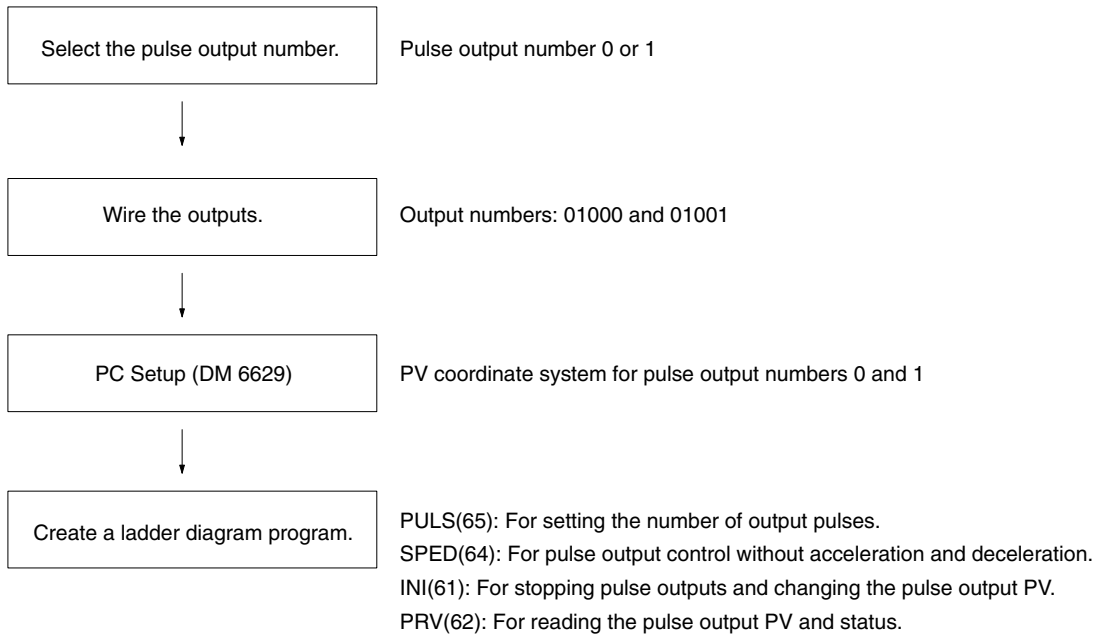 Select the pulse output number.
Pulse output number 0 or 1
Wire the outputs.
Output numbers: 01000 and 01001
PC Setup (DM 6629)
PV coordinate system for pulse output numbers 0 and 1
Create a ladder diagram program.
PULS(65): For setting the number of output pulses.
SPED(64): For pulse output control without acceleration and deceleration.
INI(61): For stopping pulse outputs and changing the pulse output PV.
PRV(62): For reading the pulse output PV and status.